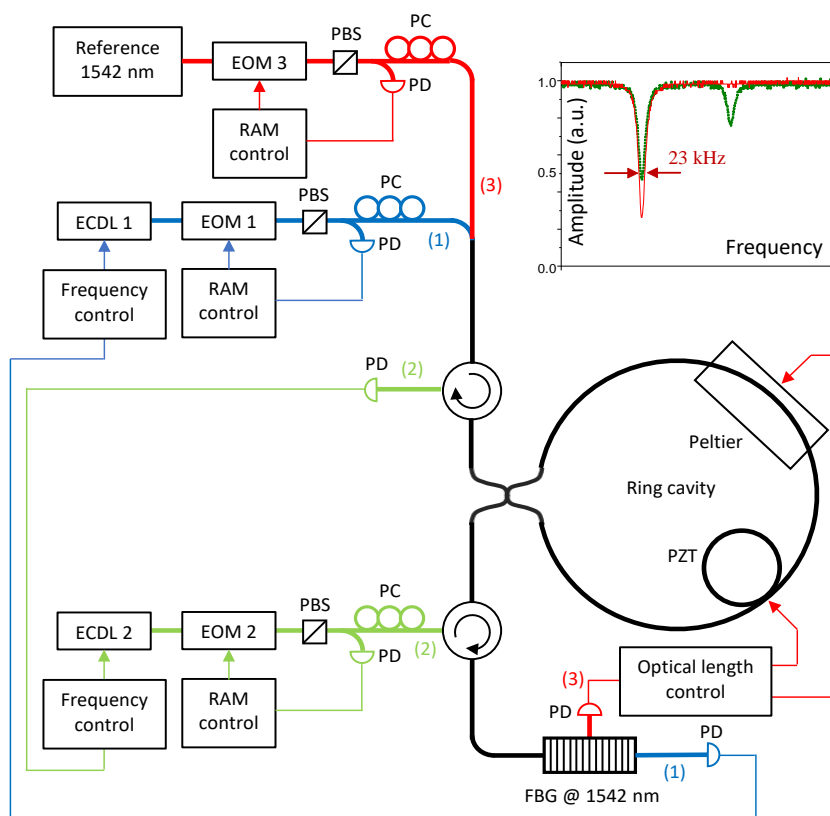 Reference
1542 nm
EOM 3
PBS
PC
PD
RAM
control
(3)
ECDL 1
EOM 1
PBS
PC
PD
(1)
Frequency
control
RAM
control
Amplitude (a.u.)
1.0
0.5
0.0
23 kHz
Frequency
PD
(2)
Peltier
Ring cavity
PZT
ECDL 2
EOM 2
PBS
PC
PD
(2)
Frequency
control
RAM
control
Optical length
control
(3)
PD
PD
(1)
FBG @ 1542 nm